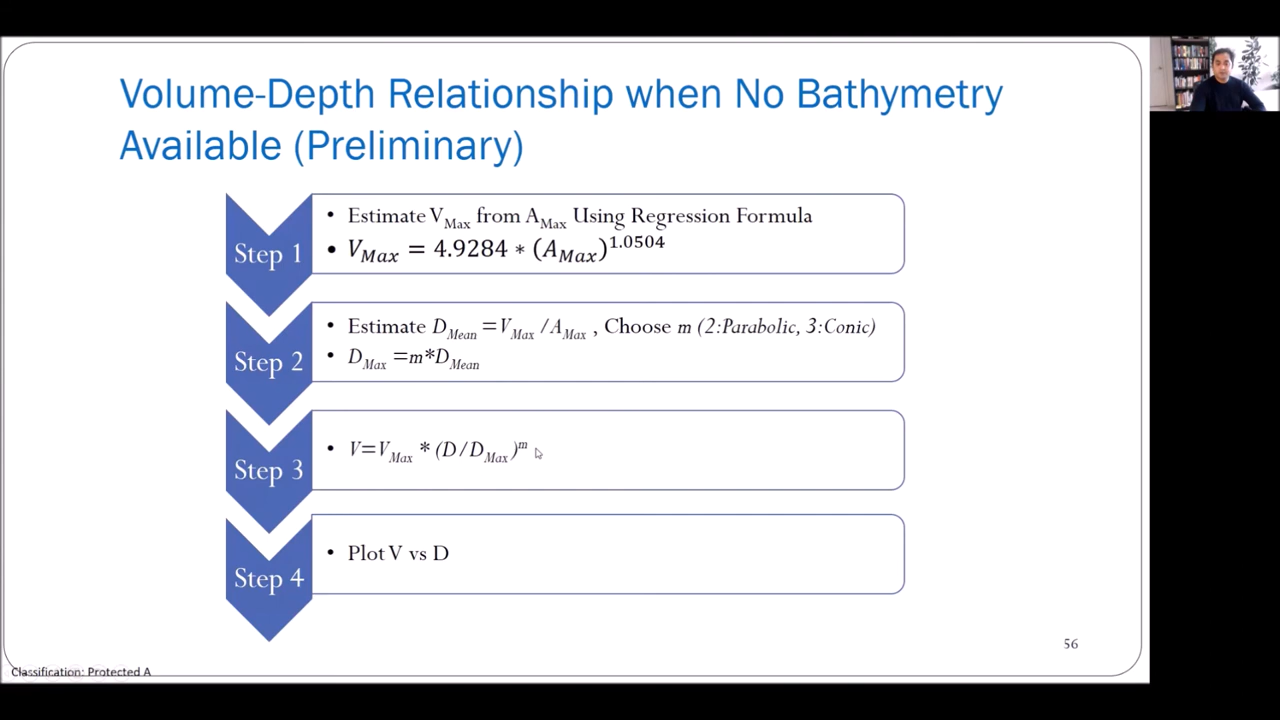 Volume-Depth Relationship when No Bathymetry
Available (Preliminary)
Step 1
• Estimate V_Max from A_Max Using Regression Formula
• V_Max = 4.9284 * (A_Max)^1.0504
Step 2
• Estimate D_Mean =V_Max /A_Max , Choose m (2:Parabolic, 3:Conic)
• D_Max =m*D_Mean
Step 3
• V=V_Max * (D/D_Max )^m
Step 4
• Plot V vs D
56
Classification: Protected A